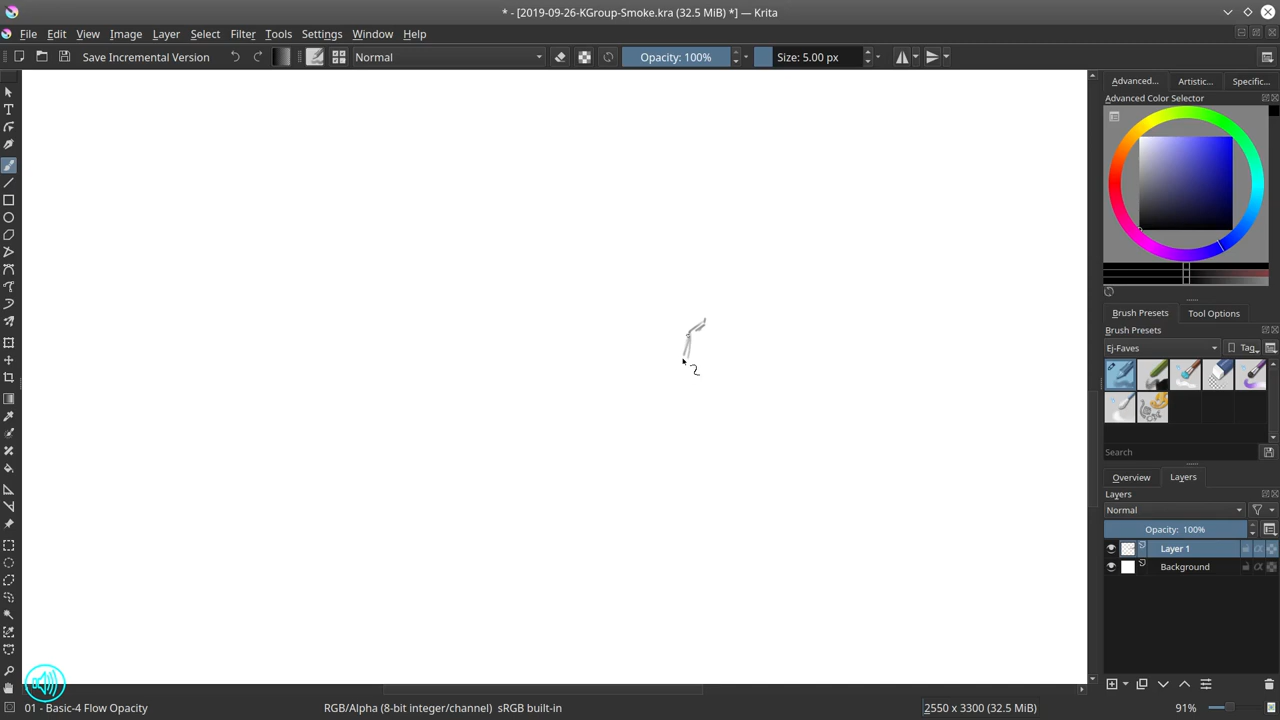 * - [2019-09-26-KGroup-Smoke.kra (32.5 MiB) *] — Krita
File Edit View Image Layer Select Filter Tools Settings Window Help
Save Incremental Version Normal Opacity: 100% Size: 5.00 px
Advanced... Artistic... Specific...
Advanced Color Selector
Brush Presets Tool Options
Brush Presets
Ej-Faves Tag
Search
Overview Layers
Layers
Normal
Opacity: 100%
Layer 1
Background
01 - Basic-4 Flow Opacity RGB/Alpha (8-bit integer/channel) sRGB built-in 2550 x 3300 (32.5 MiB) 91%